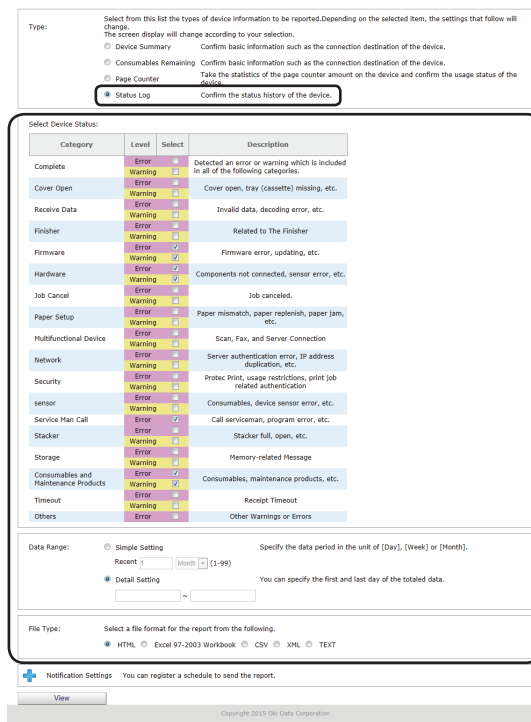 Type:
Select from this list the types of device information to be reported.Depending on the selected item, the settings that follow will
change.
The screen display will change according to your selection.
Device Summary Confirm basic information such as the connection destination of the device.
Consumables Remaining Confirm basic information such as the connection destination of the device.
Page Counter Take the statistics of the page counter amount on the device and confirm the usage status of the
device.
Status Log Confirm the status history of the device.
Select Device Status:
Category Level Select Description
Complete Error Warning Detected an error or warning which is included
in all of the following categories.
Cover Open Error Warning Cover open, tray (cassette) missing, etc.
Receive Data Error Warning Invalid data, decoding error, etc.
Finisher Error Warning Related to The Finisher
Firmware Error Warning Firmware error, updating, etc.
Hardware Error Warning Components not connected, sensor error, etc.
Job Cancel Error Warning Job canceled.
Paper Setup Error Warning Paper mismatch, paper replenish, paper jam,
etc.
Multifunctional Device Error Warning Scan, Fax, and Server Connection
Network Error Warning Server authentication error, IP address
duplication, etc.
Security Error Warning Protec Print, usage restrictions, print Job
related authentication
sensor Error Warning Consumables, device sensor error, etc.
Service Man Call Error Call serviceman, program error, etc.
Stacker Error Warning Stacker full, open, etc.
Storage Error Warning Memory-related Message
Consumables and
Maintenance Products Error Warning Consumables, maintenance products, etc.
Timeout Error Warning Receipt Timeout
Others Error Other Warnings or Errors
Data Range: Simple Setting Specify the data period in the unit of [Day], [Week] or [Month].
Recent 1 Month (1-99)
Detail Setting You can specify the first and last day of the totaled data.
~
File Type: Select a file format for the report from the following.
HTML Excel 97-2003 Workbook CSV XML TEXT
Notification Settings You can register a schedule to send the report.
View
Copyright 2015 Oki Data Corporation